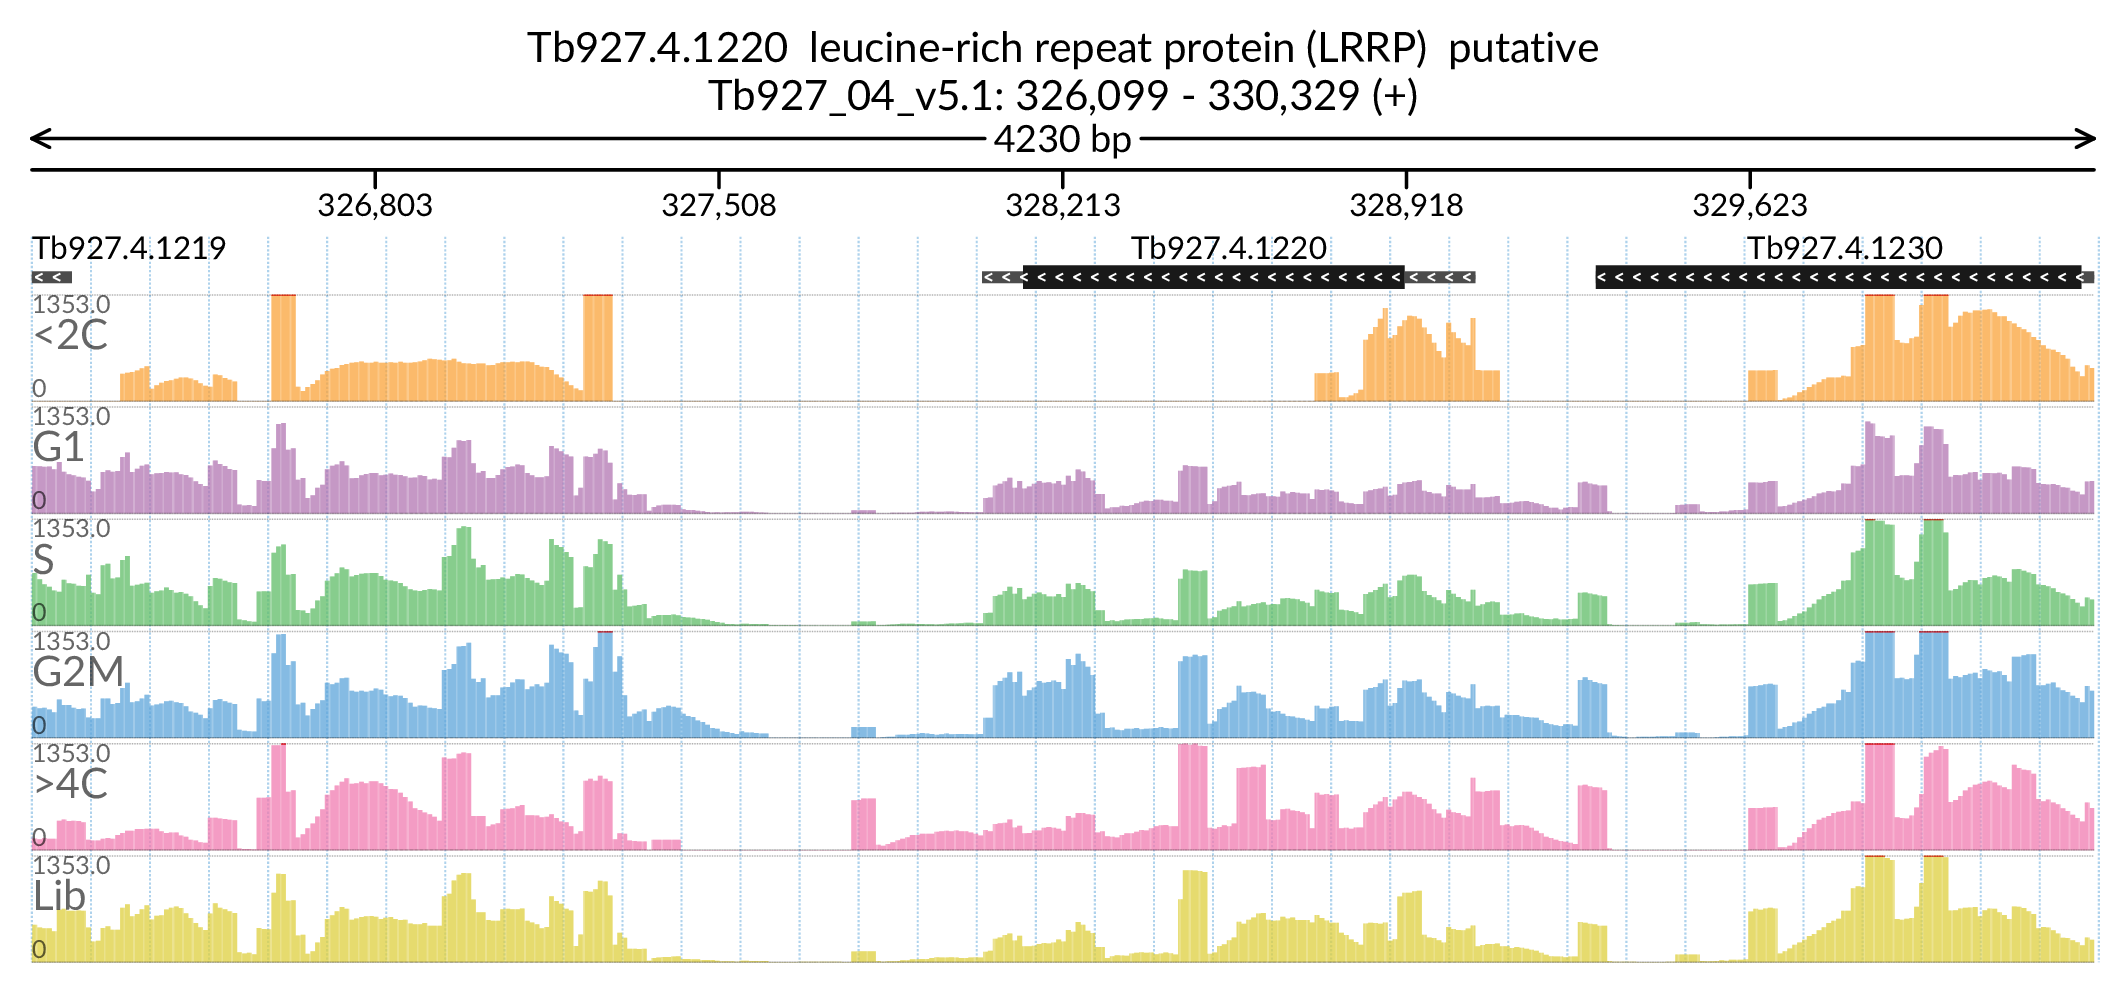 Tb927.4.1220 leucine-rich repeat protein (LRRP) putative
Tb927_04_v5.1: 326,099 - 330,329 (+)
4230 bp
326,803 327,508 328,213 328,918 329,623
Tb927.4.1219 Tb927.4.1220 Tb927.4.1230
1353.0
<2C
0
1353.0
G1
0
1353.0
S
0
1353.0
G2M
0
1353.0
>4C
0
1353.0
Lib
0